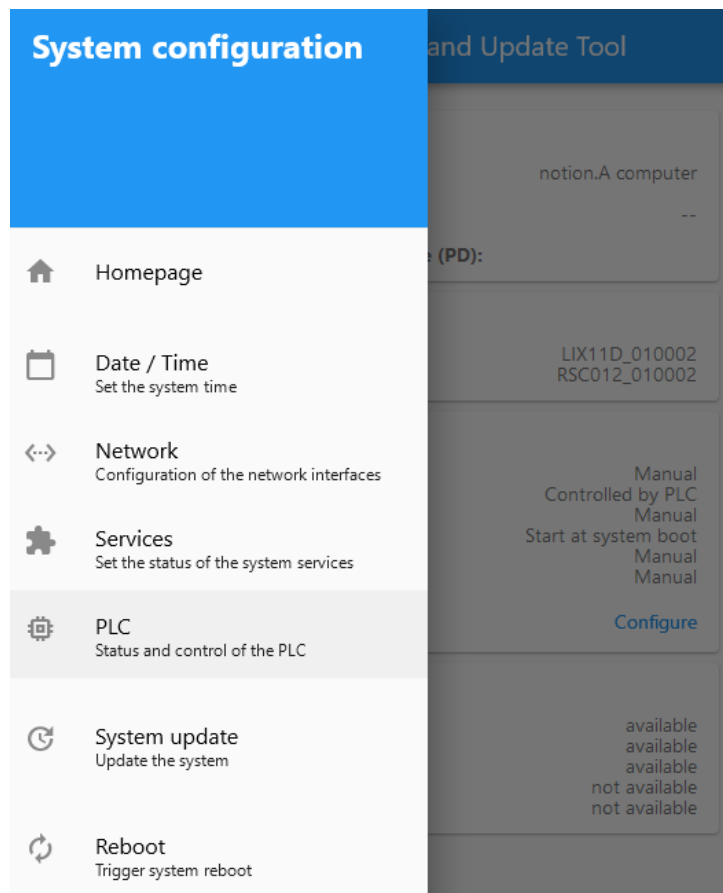 System configuration
and Update Tool
notion.A computer
--
(PD):
LIX11D_010002
RSC012_010002
Manual
Controlled by PLC
Manual
Start at system boot
Manual
Manual
Configure
available
available
available
not available
not available
Homepage
Date / Time
Set the system time
Network
Configuration of the network interfaces
Services
Set the status of the system services
PLC
Status and control of the PLC
System update
Update the system
Reboot
Trigger system reboot